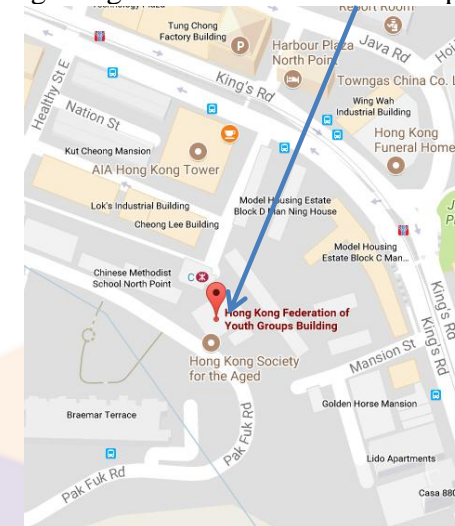 Tung Chong
Factory Building
P
Harbour Plaza
North Point
Java Rd
King's Rd
Towngas China Co. L
Healthy St E
Nation St
Wing Wah
Industrial Building
Hong Kong
Funeral Home
Kut Cheong Mansion
AIA Hong Kong Tower
Lok's Industrial Building
Cheong Lee Building
Model Housing Estate
Block D Man Ning House
Model Housing
Estate Block C Man...
Chinese Methodist
School North Point
Hong Kong Federation of
Youth Groups Building
Hong Kong Society
for the Aged
King's Rd
King's Rd
Mansion St
Golden Horse Mansion
Braemar Terrace
Pak Fuk Rd
Pak Fuk Rd
Lido Apartments
Casa 880